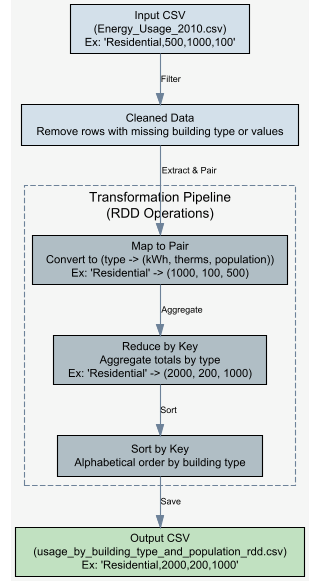 Input CSV
(Energy_Usage_2010.csv)
Ex: 'Residential,500,1000,100'
Filter
Cleaned Data
Remove rows with missing building type or values
Extract & Pair
Transformation Pipeline
(RDD Operations)
Map to Pair
Convert to (type -> (kWh, therms, population))
Ex: 'Residential' -> (1000, 100, 500)
Aggregate
Reduce by Key
Aggregate totals by type
Ex: 'Residential' -> (2000, 200, 1000)
Sort
Sort by Key
Alphabetical order by building type
Save
Output CSV
(usage_by_building_type_and_population_rdd.csv)
Ex: 'Residential,2000,200,1000'